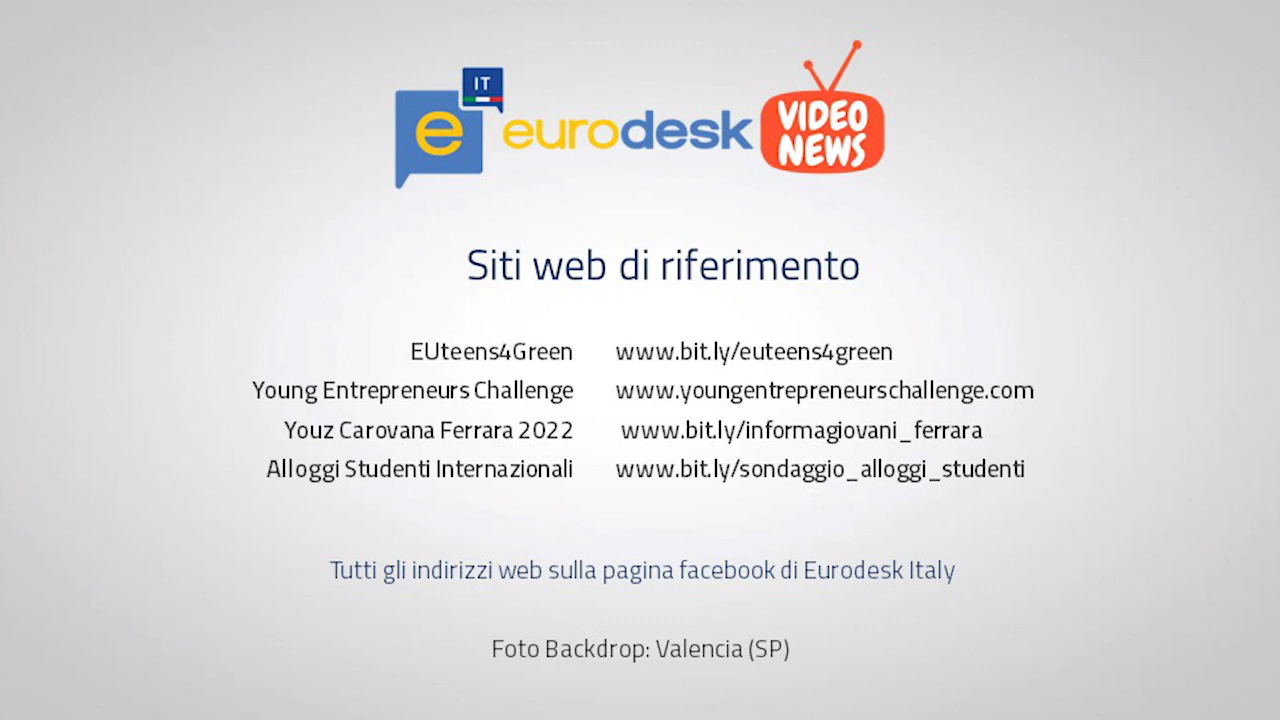 IT
e eurodesk VIDEO NEWS
Siti web di riferimento
EUteens4Green www.bit.ly/euteens4green
Young Entrepreneurs Challenge www.youngentrepreneurschallenge.com
Youz Carovana Ferrara 2022 www.bit.ly/informagiovani_ferrara
Alloggi Studenti Internazionali www.bit.ly/sondaggio_alloggi_studenti
Tutti gli indirizzi web sulla pagina facebook di Eurodesk Italy
Foto Backdrop: Valencia (SP)